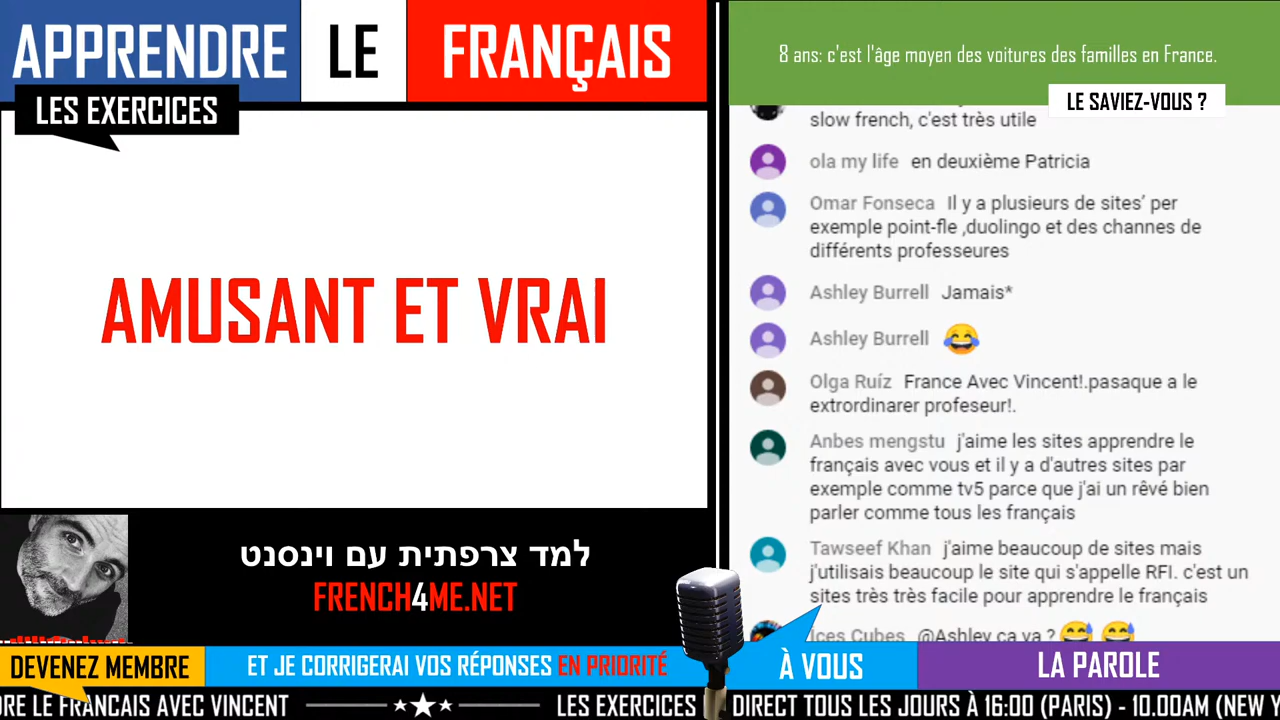 APPRENDRE LE FRANÇAIS
LES EXERCICES
AMUSANT ET VRAI
למד צרפתית עם וינסנט
FRENCH4ME.NET
8 ans: c'est l'âge moyen des voitures des familles en France.
LE SAVIEZ-VOUS ?
slow french, c'est très utile
ola my life en deuxième Patricia
Omar Fonseca Il y a plusieurs de sites' per
exemple point-fle ,duolingo et des channes de
différents professeures
Ashley Burrell Jamais*
Ashley Burrell 😂
Olga Ruíz France Avec Vincent!.pasaque a le
extrordinarer profeseur!.
Anbes mengstu j'aime les sites apprendre le
français avec vous et il y a d'autres sites par
exemple comme tv5 parce que j'ai un rêvé bien
parler comme tous les français
Tawseef Khan j'aime beaucoup de sites mais
j'utilisais beaucoup le site qui s'appelle RFI. c'est un
sites très très facile pour apprendre le français
ices Cubes @Ashley ça va ? 😅 😅
DEVENEZ MEMBRE
ET JE CORRIGERAI VOS RÉPONSES EN PRIORITÉ
À VOUS
LA PAROLE
RE LE FRANCAIS AVEC VINCENT LES EXERCICES DIRECT TOUS LES JOURS À 16:00 (PARIS) - 10.00AM (NEW Y